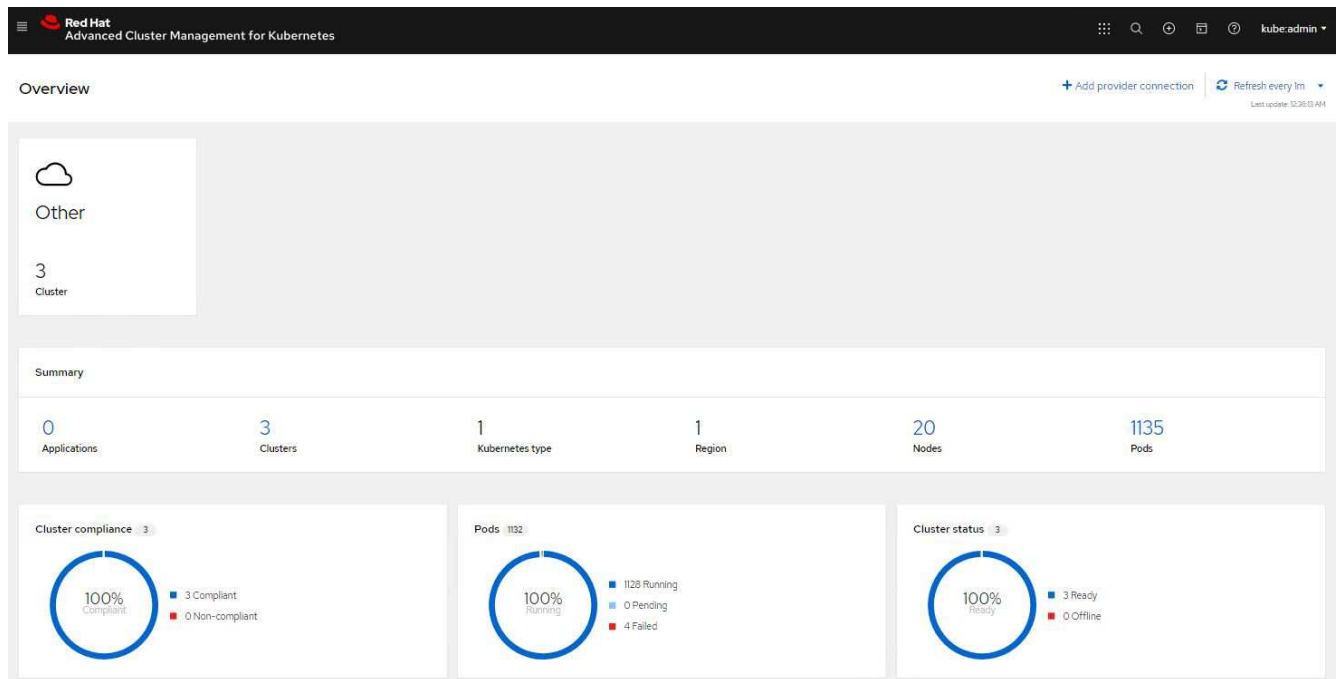 Red Hat
Advanced Cluster Management for Kubernetes
kube:admin
Overview
Add provider connection
Refresh every 1m
Last update: 12:36:13 AM
Other
3
Cluster
Summary
0
Applications
3
Clusters
1
Kubernetes type
1
Region
20
Nodes
1135
Pods
Cluster compliance 3
100%
Compliant
3 Compliant
0 Non-compliant
Pods 1132
100%
Running
1128 Running
0 Pending
4 Failed
Cluster status 3
100%
Ready
3 Ready
0 Offline